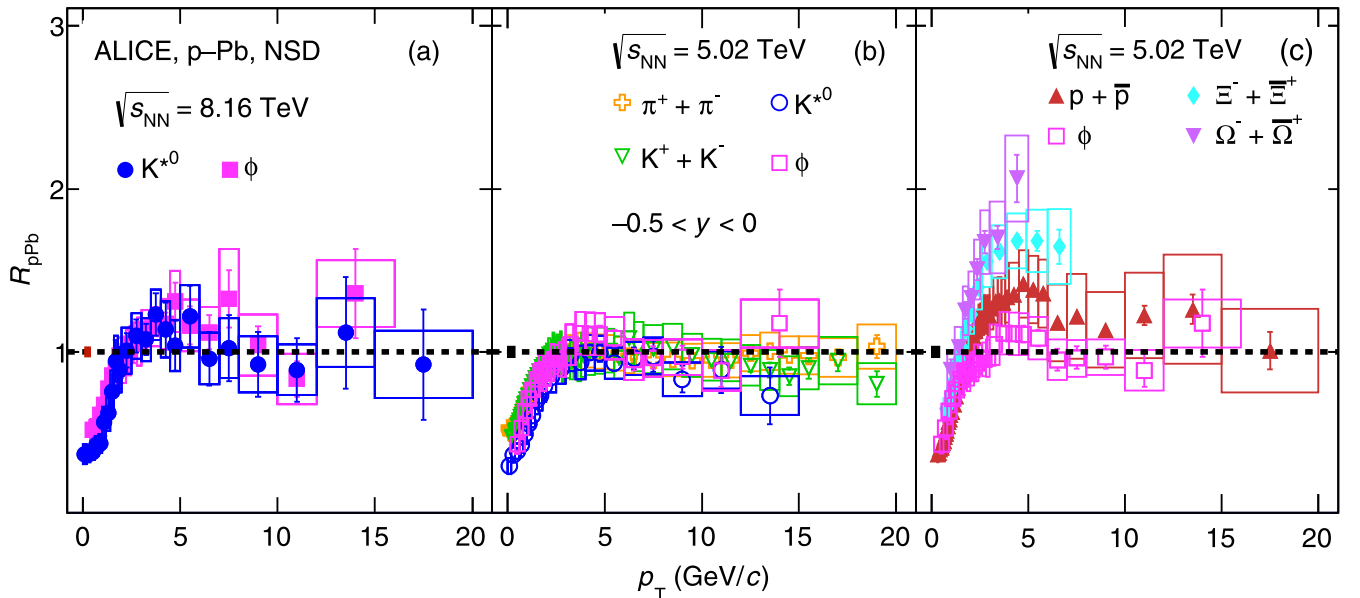 ALICE, p–Pb, NSD (a)
√s_NN = 8.16 TeV
K*⁰ ϕ
√s_NN = 5.02 TeV (b)
π⁺ + π⁻ K*⁰
K⁺ + K⁻ ϕ
–0.5 < y < 0
√s_NN = 5.02 TeV (c)
p + p̅ Ξ⁻ + Ξ̅⁺
ϕ Ω⁻ + Ω̅⁺
R_pPb
3
2
1
0 5 10 15 20
0 5 10 15 20
0 5 10 15 20
p_T (GeV/c)